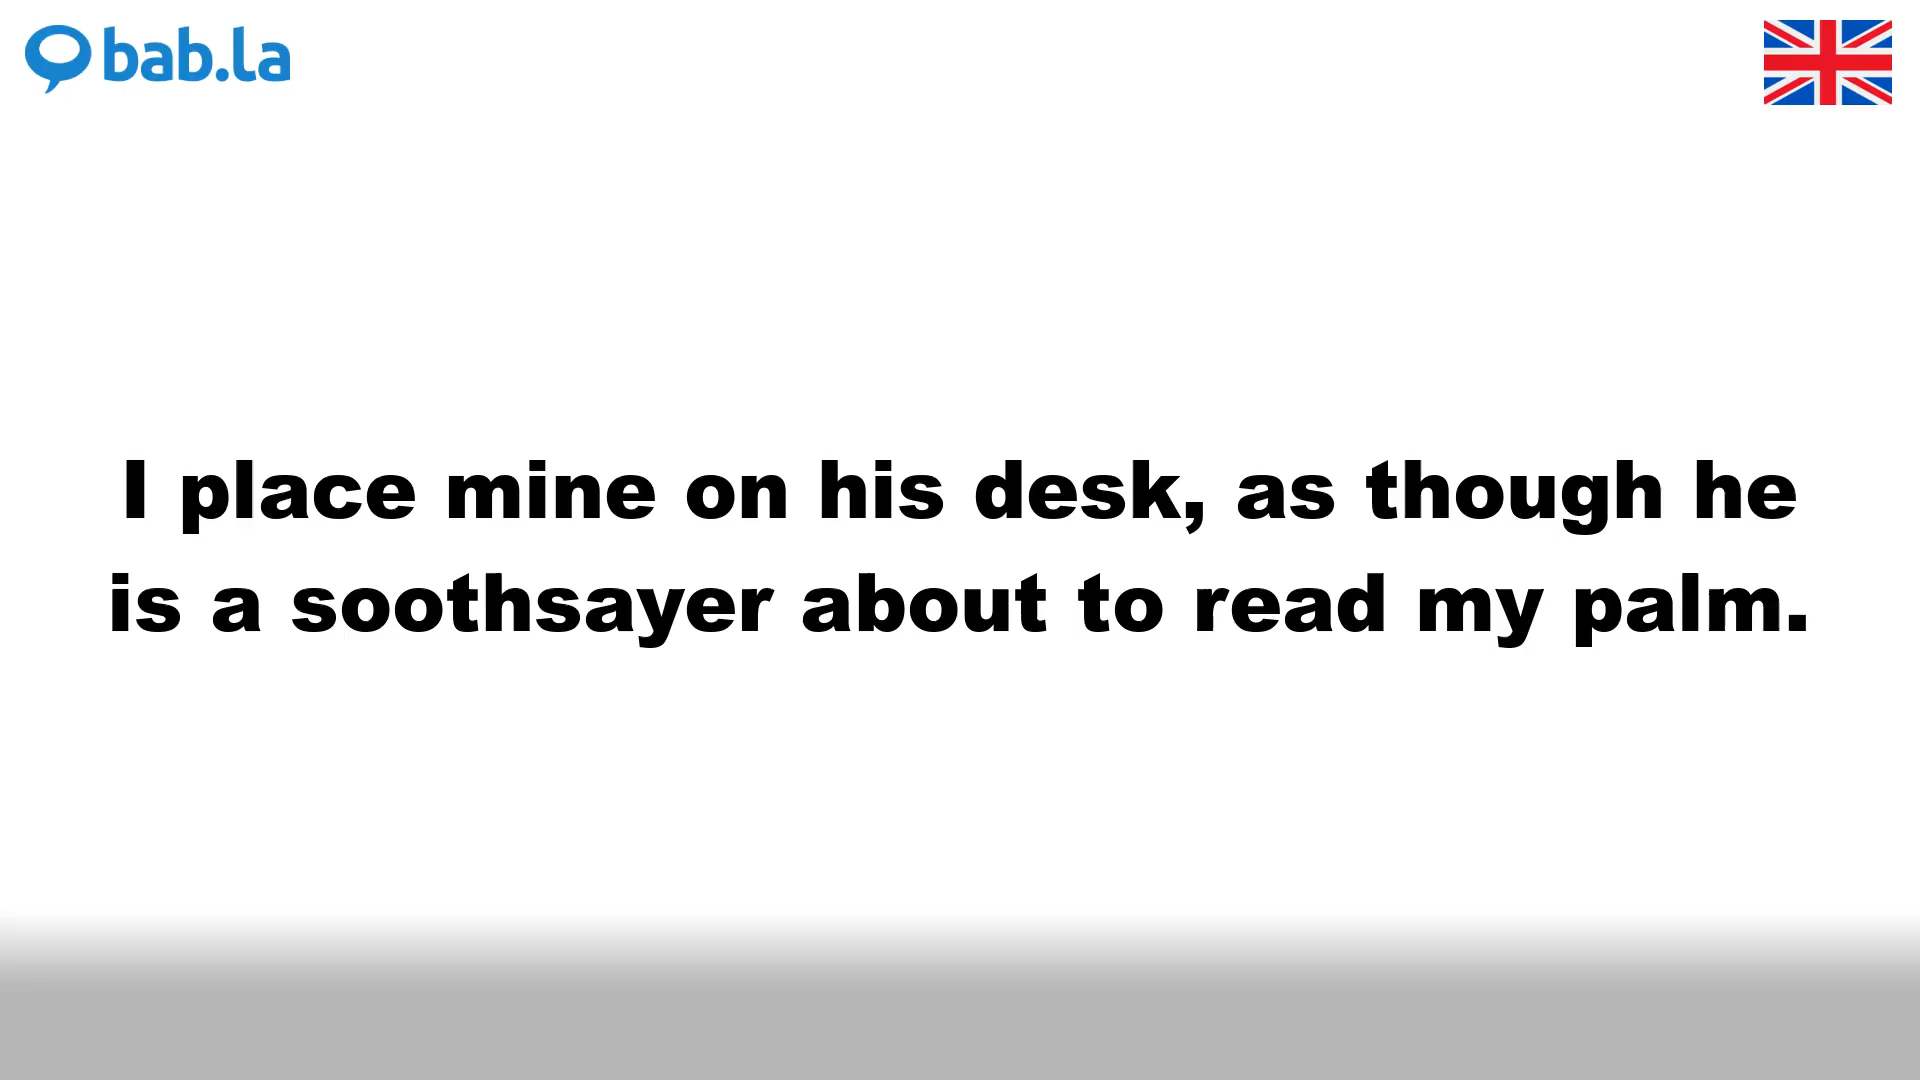 bab.la
I place mine on his desk, as though he
is a soothsayer about to read my palm.